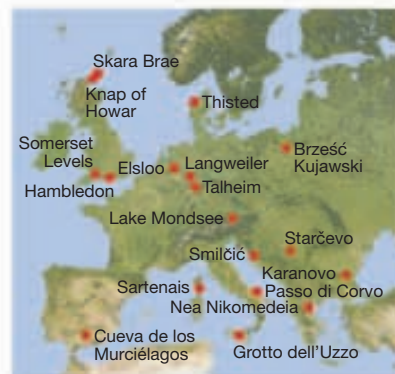 Skara Brae
Knap of
Howar
Thisted
Somerset
Levels
Elsloo
Langweiler
Brześć
Kujawski
Hambledon
Talheim
Lake Mondsee
Starčevo
Smilčić
Karanovo
Sartenais
Passo di Corvo
Nea Nikomedeia
Cueva de los
Murciélagos
Grotto dell'Uzzo